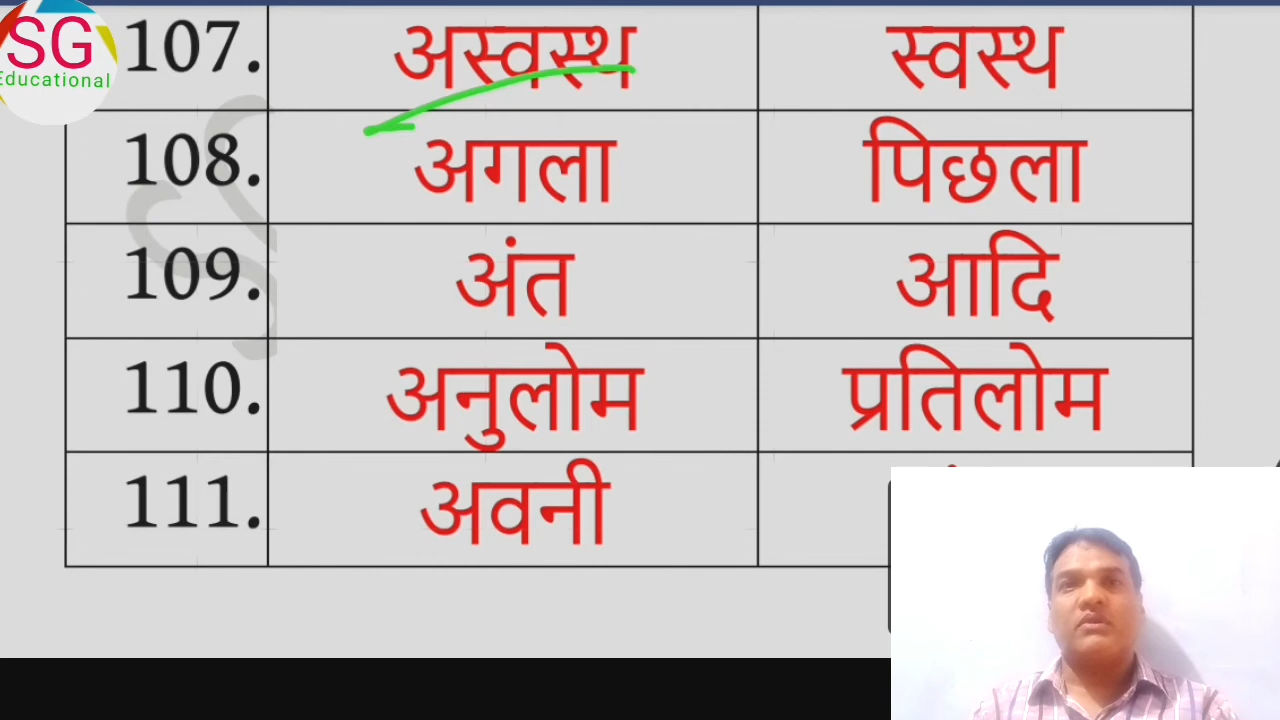 SG
Educational
107. अस्वस्थ स्वस्थ
108. अगला पिछला
109. अंत आदि
110. अनुलोम प्रतिलोम
111. अवनी